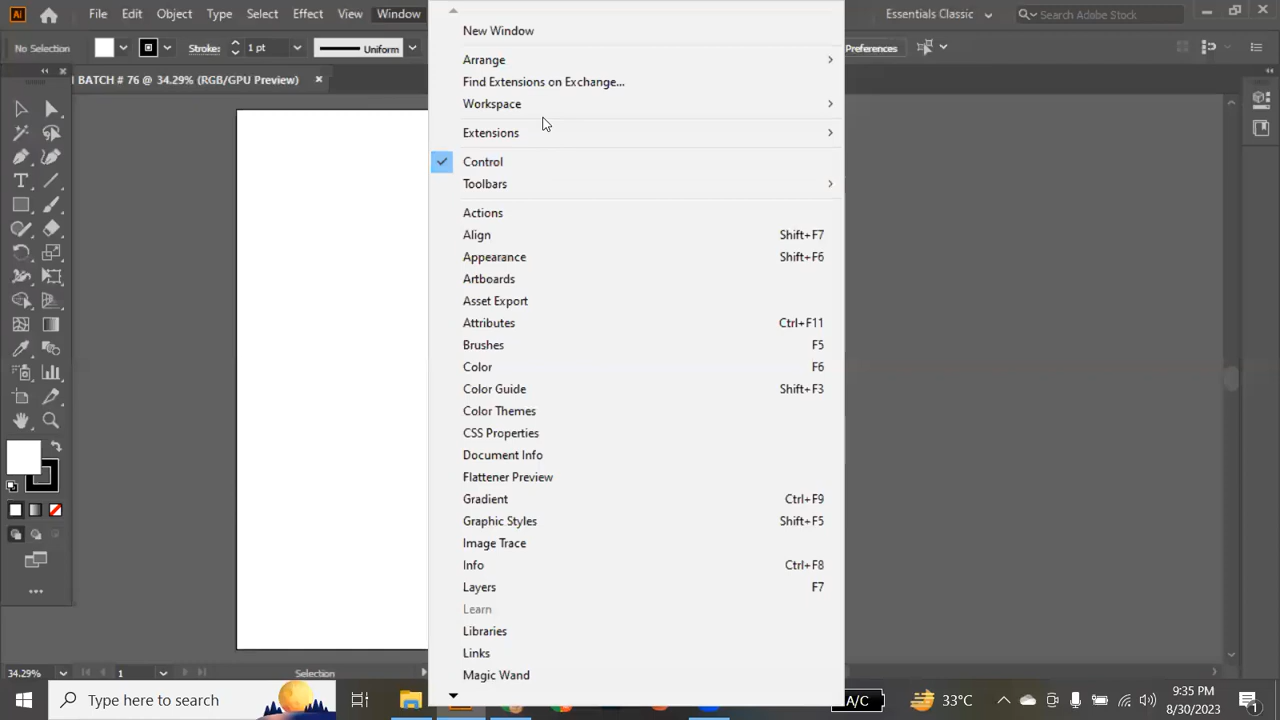 Ai File Edit Object Type Select Effect View Window Essentials Classic Search Adobe Stock
No Selection Stroke: 1 pt Uniform Preferences
BATCH # 76 @ 34.29% (RGB/GPU Preview)
New Window
Arrange
Find Extensions on Exchange...
Workspace
Extensions
Control
Toolbars
Actions
Align Shift+F7
Appearance Shift+F6
Artboards
Asset Export
Attributes Ctrl+F11
Brushes F5
Color F6
Color Guide Shift+F3
Color Themes
CSS Properties
Document Info
Flattener Preview
Gradient Ctrl+F9
Graphic Styles Shift+F5
Image Trace
Info Ctrl+F8
Layers F7
Learn
Libraries
Links
Magic Wand
34.29% 1 Selection
Type here to search A/C 33°C 9:35 PM
8/30/2023
1